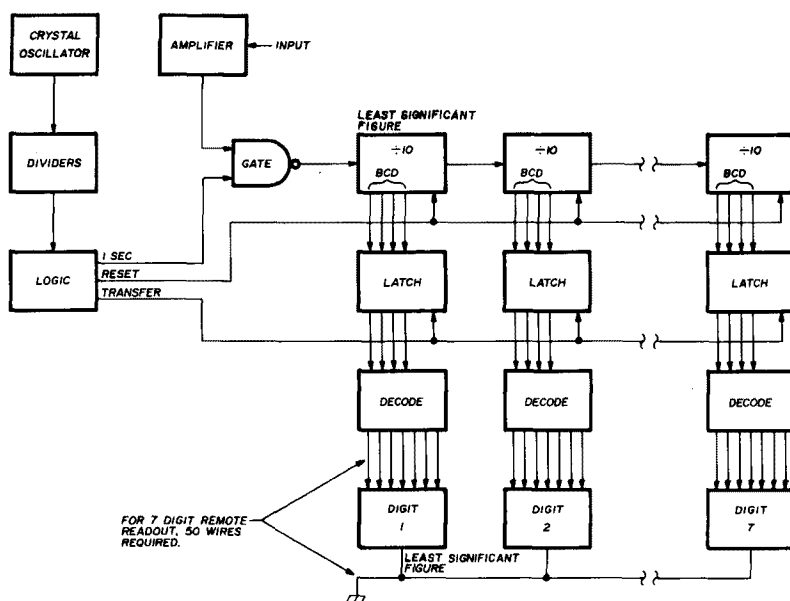 CRYSTAL
OSCILLATOR
AMPLIFIER
INPUT
LEAST SIGNIFICANT
FIGURE
DIVIDERS
GATE
÷10
BCD
÷10
BCD
÷10
BCD
LOGIC
1 SEC
RESET
TRANSFER
LATCH
LATCH
LATCH
DECODE
DECODE
DECODE
FOR 7 DIGIT REMOTE
READOUT, 50 WIRES
REQUIRED.
DIGIT
1
DIGIT
2
DIGIT
7
LEAST SIGNIFICANT
FIGURE